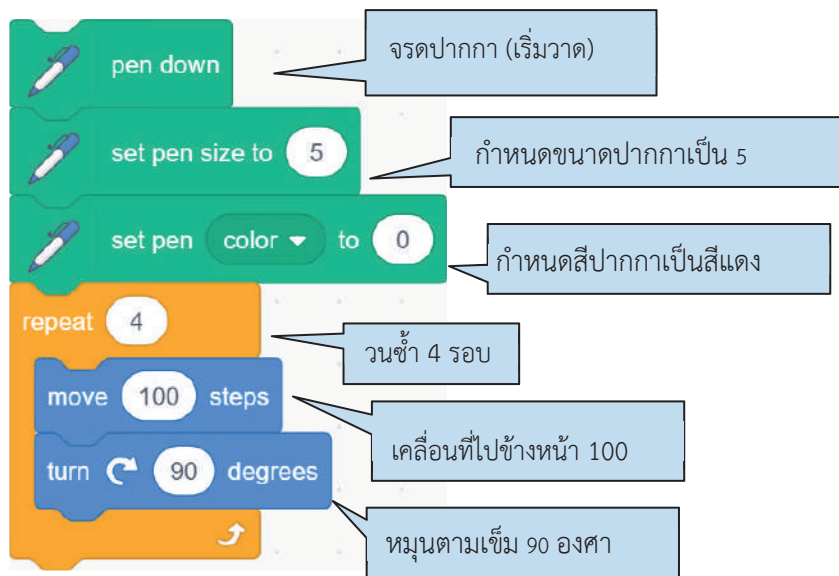 pen down
จรดปากกา (เริ่มวาด)
set pen size to 5
กำหนดขนาดปากกาเป็น 5
set pen color to 0
กำหนดสีปากกาเป็นสีแดง
repeat 4
วนซ้ำ 4 รอบ
move 100 steps
เคลื่อนที่ไปข้างหน้า 100
turn 90 degrees
หมุนตามเข็ม 90 องศา